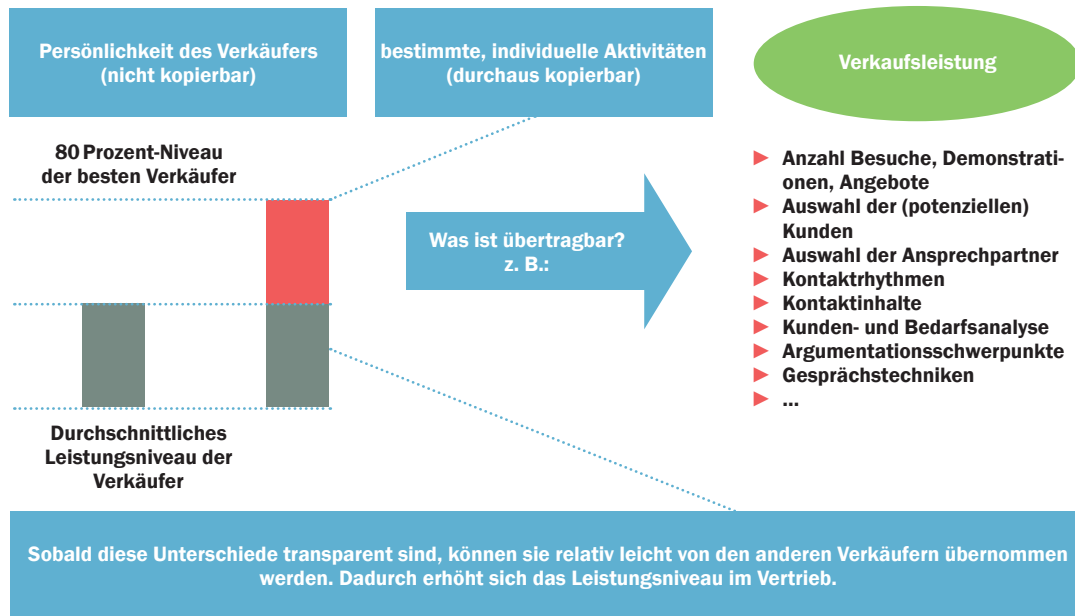 Persönlichkeit des Verkäufers
(nicht kopierbar)
bestimmte, individuelle Aktivitäten
(durchaus kopierbar)
Verkaufsleistung
80 Prozent-Niveau
der besten Verkäufer
Was ist übertragbar?
z. B.:
Durchschnittliches
Leistungsniveau der
Verkäufer
Anzahl Besuche, Demonstrati-
onen, Angebote
Auswahl der (potenziellen)
Kunden
Auswahl der Ansprechpartner
Kontaktrhythmen
Kontaktinhalte
Kunden- und Bedarfsanalyse
Argumentationsschwerpunkte
Gesprächstechniken
...
Sobald diese Unterschiede transparent sind, können sie relativ leicht von den anderen Verkäufern übernommen
werden. Dadurch erhöht sich das Leistungsniveau im Vertrieb.